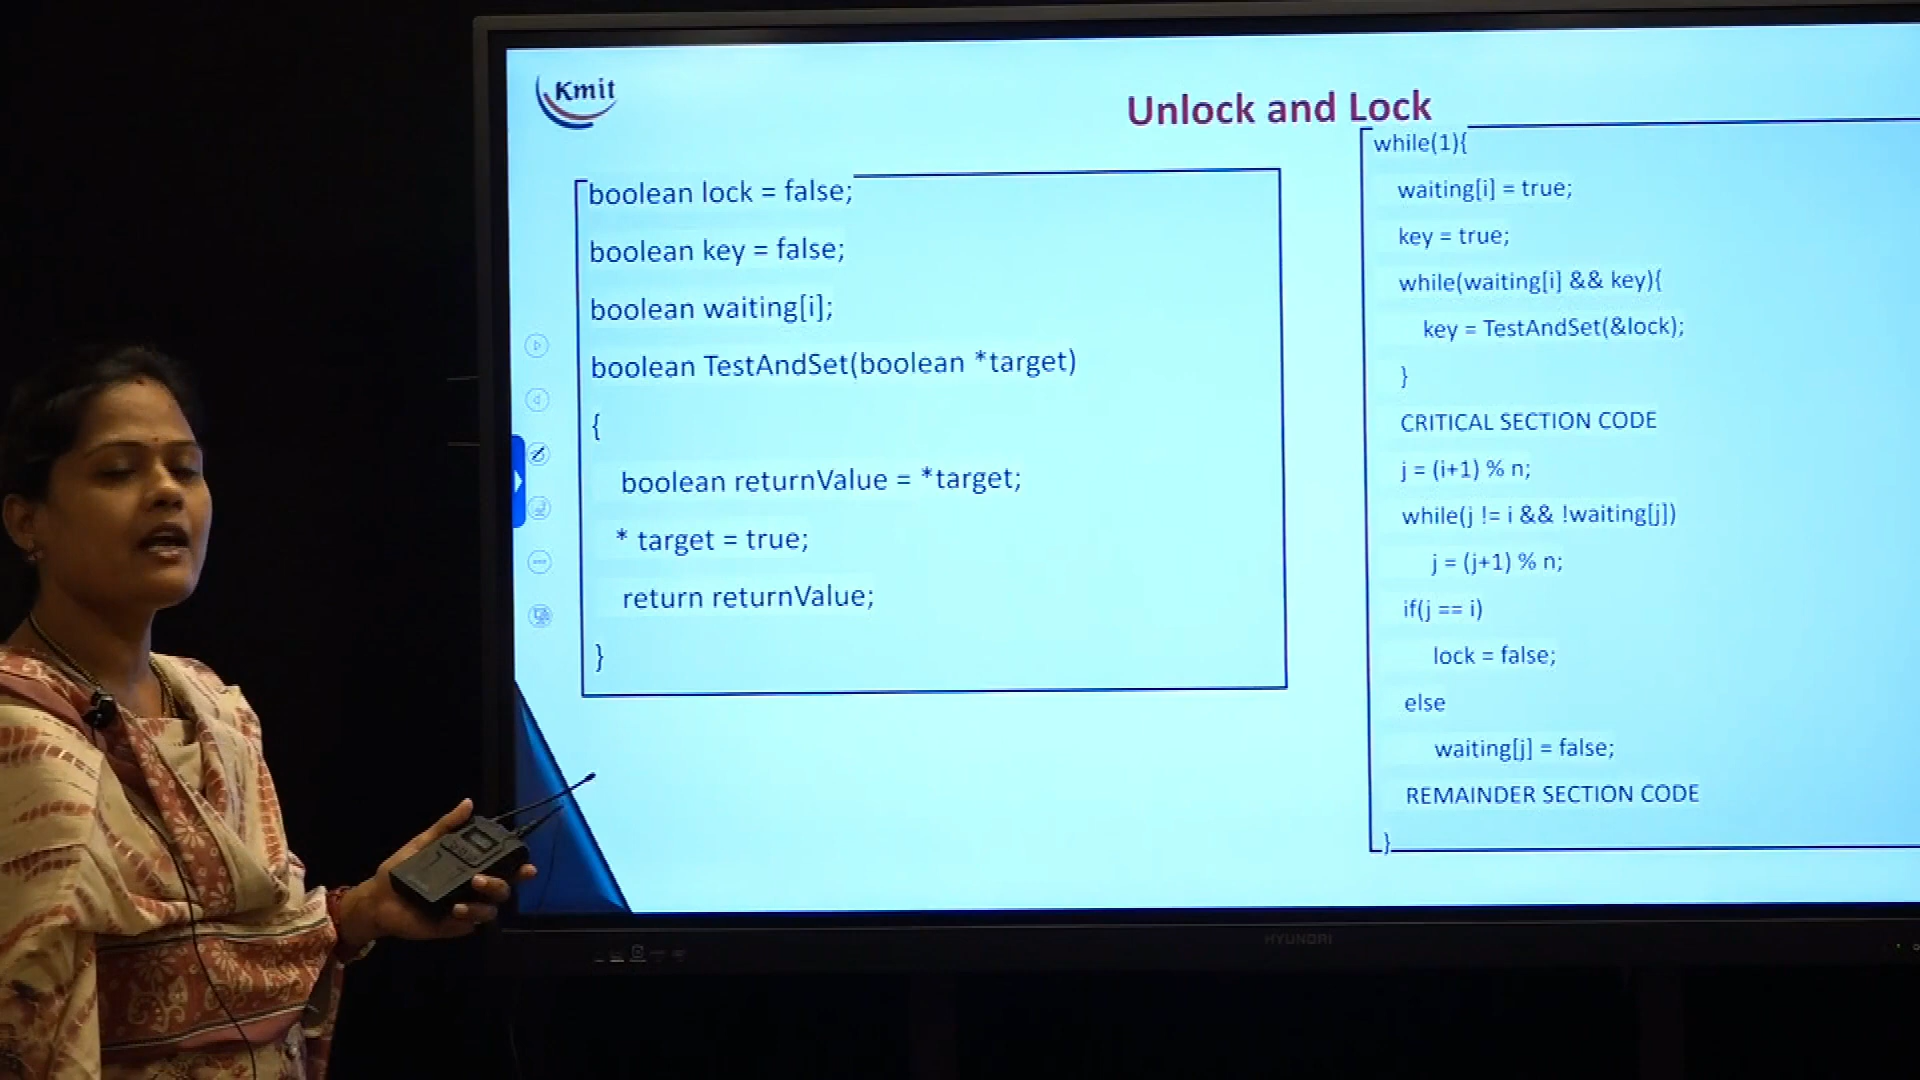 Kmit
Unlock and Lock
boolean lock = false;
boolean key = false;
boolean waiting[i];
boolean TestAndSet(boolean *target)
{
boolean returnValue = *target;
* target = true;
return returnValue;
}
while(1){
waiting[i] = true;
key = true;
while(waiting[i] && key){
key = TestAndSet(&lock);
}
CRITICAL SECTION CODE
j = (i+1) % n;
while(j != i && !waiting[j])
j = (j+1) % n;
if(j == i)
lock = false;
else
waiting[j] = false;
REMAINDER SECTION CODE
}
HYUNDAI